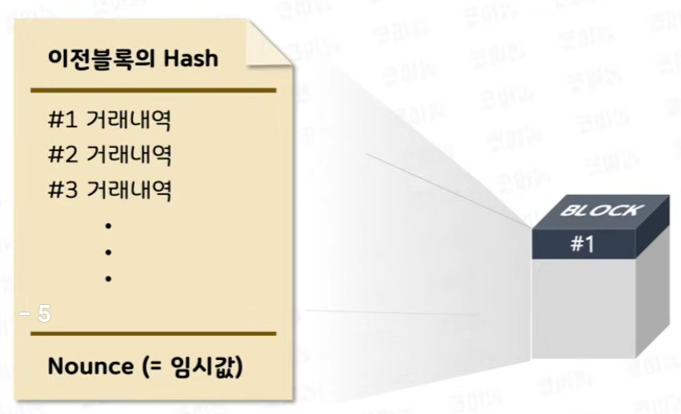 이전블록의 Hash
#1 거래내역
#2 거래내역
#3 거래내역
- 5
Nounce (= 임시값)
BLOCK
#1